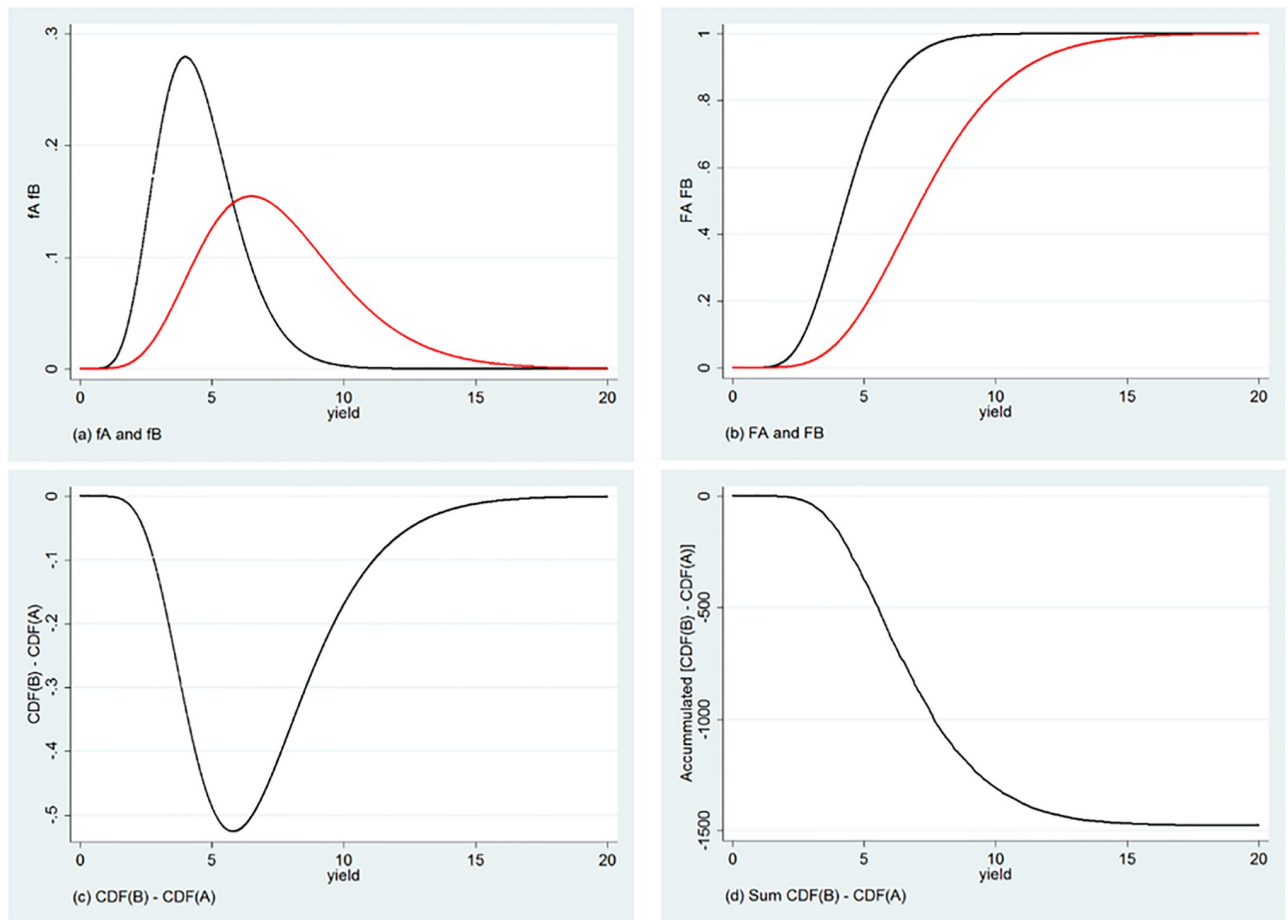 .3
.2
.1
0
fA fB
0 5 10 15 20
yield
(a) fA and fB
1
.8
.6
.4
.2
0
FA FB
0 5 10 15 20
yield
(b) FA and FB
0
-.1
-.2
-.3
-.4
-.5
CDF(B) - CDF(A)
0 5 10 15 20
yield
(c) CDF(B) - CDF(A)
0
-500
-1000
-1500
Accummulated [CDF(B) - CDF(A)]
0 5 10 15 20
yield
(d) Sum CDF(B) - CDF(A)